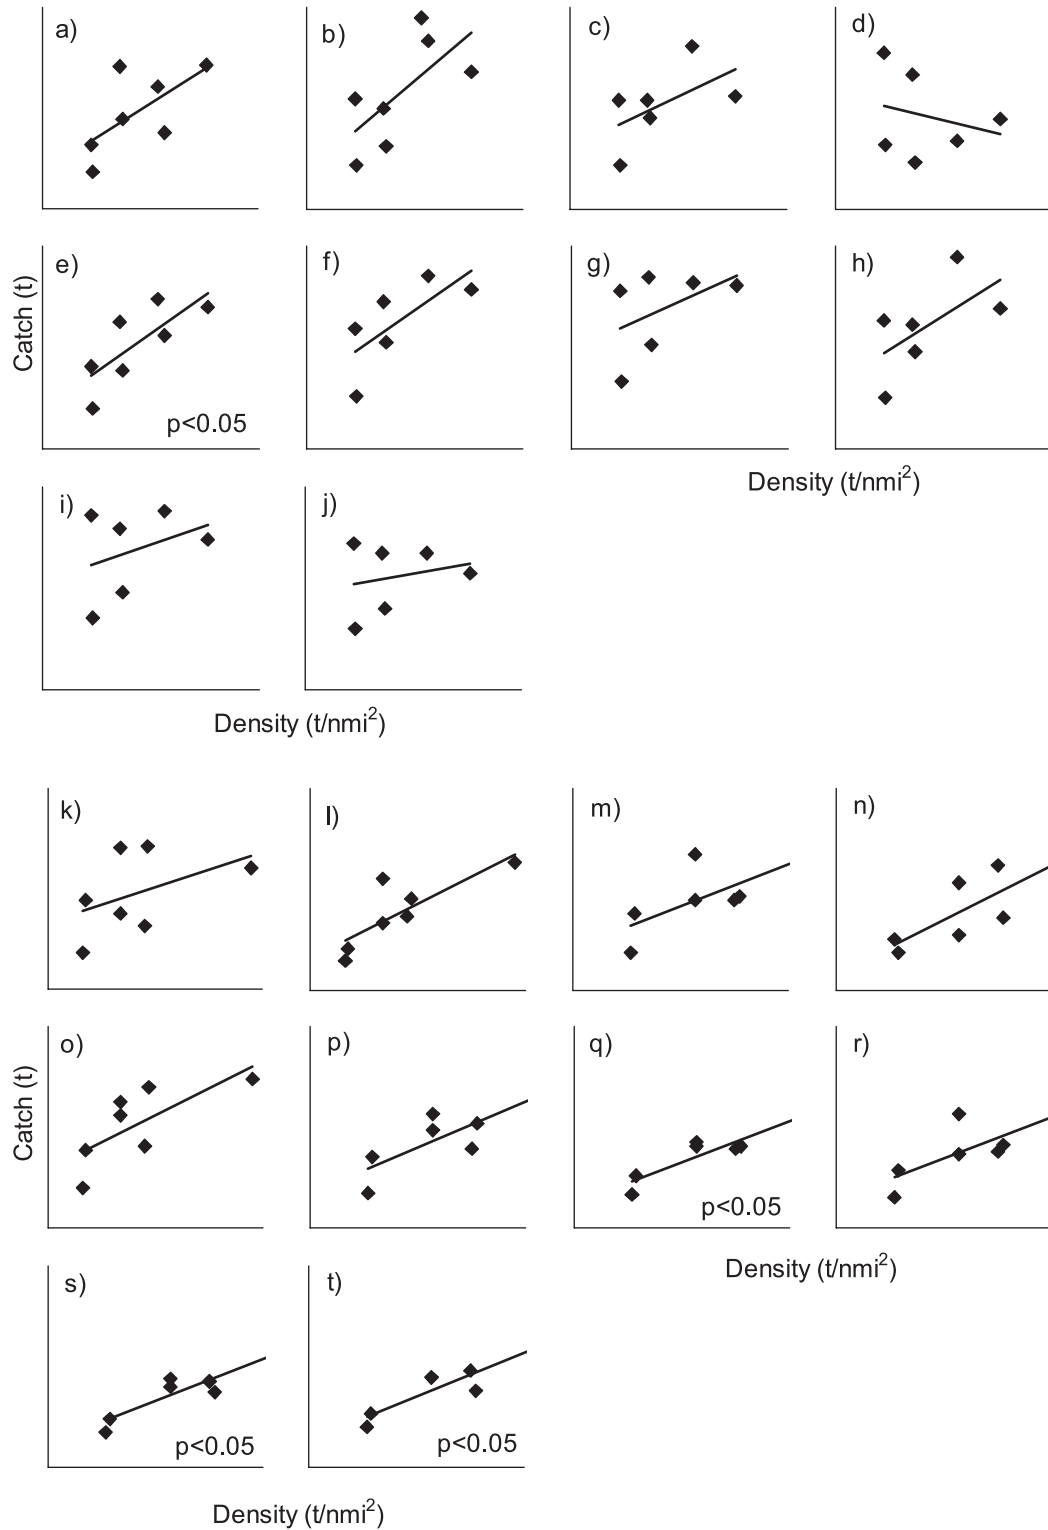 a)
b)
c)
d)
e)
f)
g)
h)
Catch (t)
p<0.05
Density (t/nmi²)
i)
j)
Density (t/nmi²)
k)
l)
m)
n)
o)
p)
q)
r)
Catch (t)
p<0.05
Density (t/nmi²)
s)
t)
p<0.05
p<0.05
Density (t/nmi²)